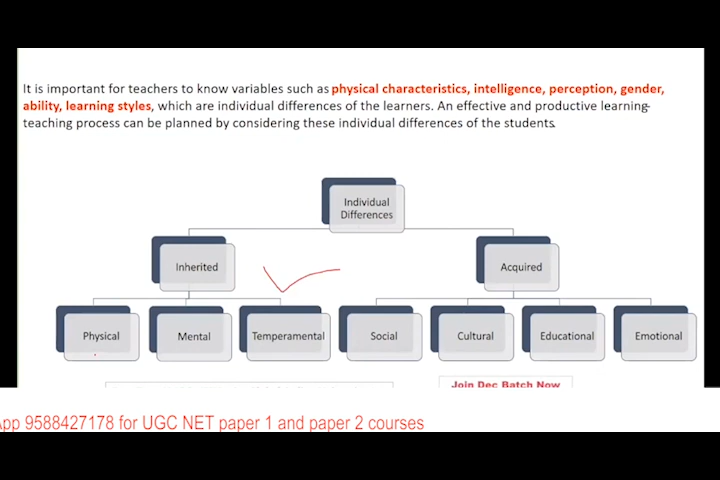 It is important for teachers to know variables such as physical characteristics, intelligence, perception, gender,
ability, learning styles, which are individual differences of the learners. An effective and productive learning-
teaching process can be planned by considering these individual differences of the students.
Individual
Differences
Inherited
Acquired
Physical
Mental
Temperamental
Social
Cultural
Educational
Emotional
Join Dec Batch Now
9588427178 for UGC NET paper 1 and paper 2 courses